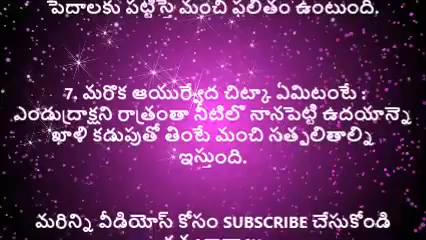 పెదాలకు పట్టిస్తే మంచి ఫలితం ఉంటుంది.
7. మరొక ఆయుర్వేద చిట్కా ఏమిటంటే :
ఎండుద్రాక్షని రాత్రంతా నీటిలో నానపెట్టి ఉదయాన్నె
ఖాళి కడుపుతో తింటే మంచి సత్ఫలితాల్ని
ఇస్తుంది.
మరిన్ని వీడియోస్ కోసం SUBSCRIBE చేసుకోండి